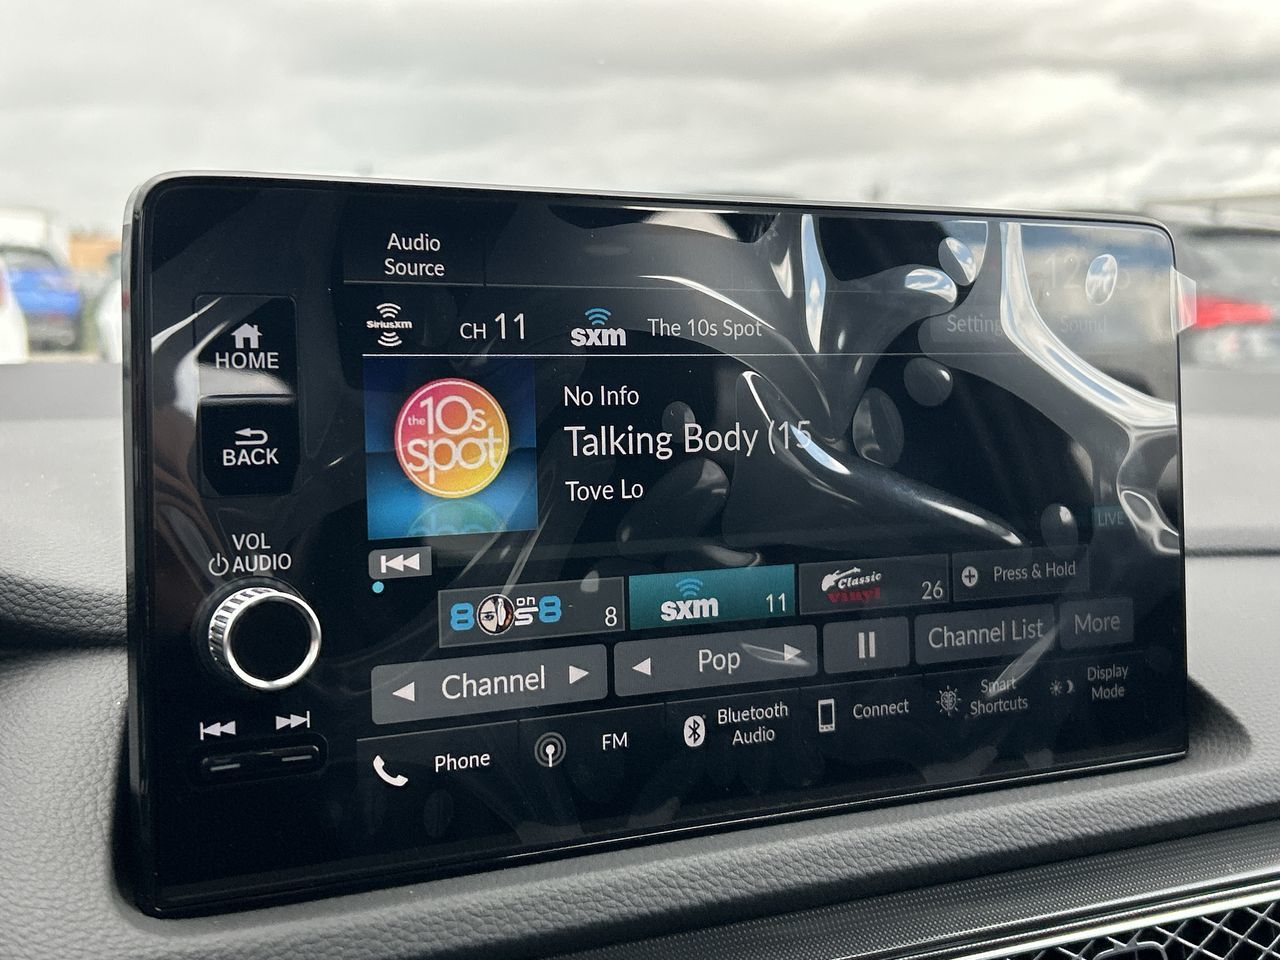 Audio
Source
SiriusXM
CH 11
sxm
The 10s Spot
Sound
HOME
BACK
the 10s
spot
No Info
Talking Body (15
Tove Lo
LIVE
VOL
AUDIO
8
sxm
11
Classic
vinyl
26
Press & Hold
Channel
Pop
Channel List
More
Phone
FM
Bluetooth
Audio
Connect
Smart
Shortcuts
Display
Mode